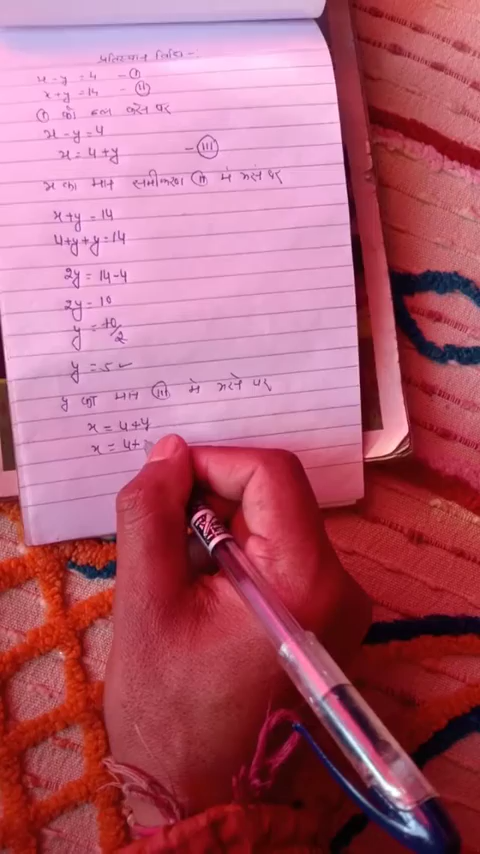 प्रतिस्थापन विधि -
x - y = 4 - (i)
x + y = 14 - (ii)
(i) को हल करने पर
x - y = 4
x = 4 + y - (III)
x का मान समीकरण (ii) में रखने पर
x + y = 14
4 + y + y = 14
2y = 14 - 4
2y = 10
y = 10/2
y = 5
y का मान (III) में रखने पर
x = 4 + y
x = 4 +